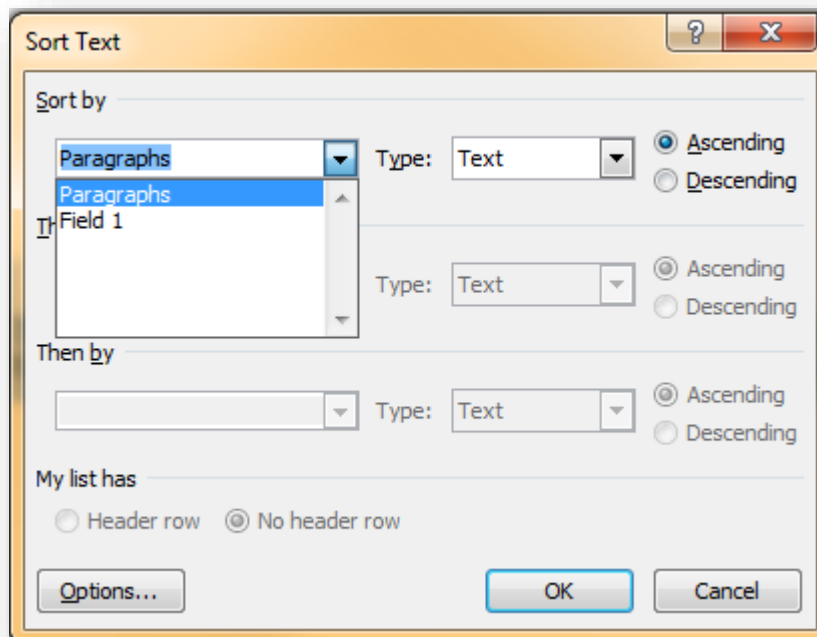 Sort Text
Sort by
Paragraphs Type: Text Ascending
Descending
Paragraphs
Field 1
Th
Type: Text Ascending
Descending
Then by
Type: Text Ascending
Descending
My list has
Header row No header row
Options... OK Cancel